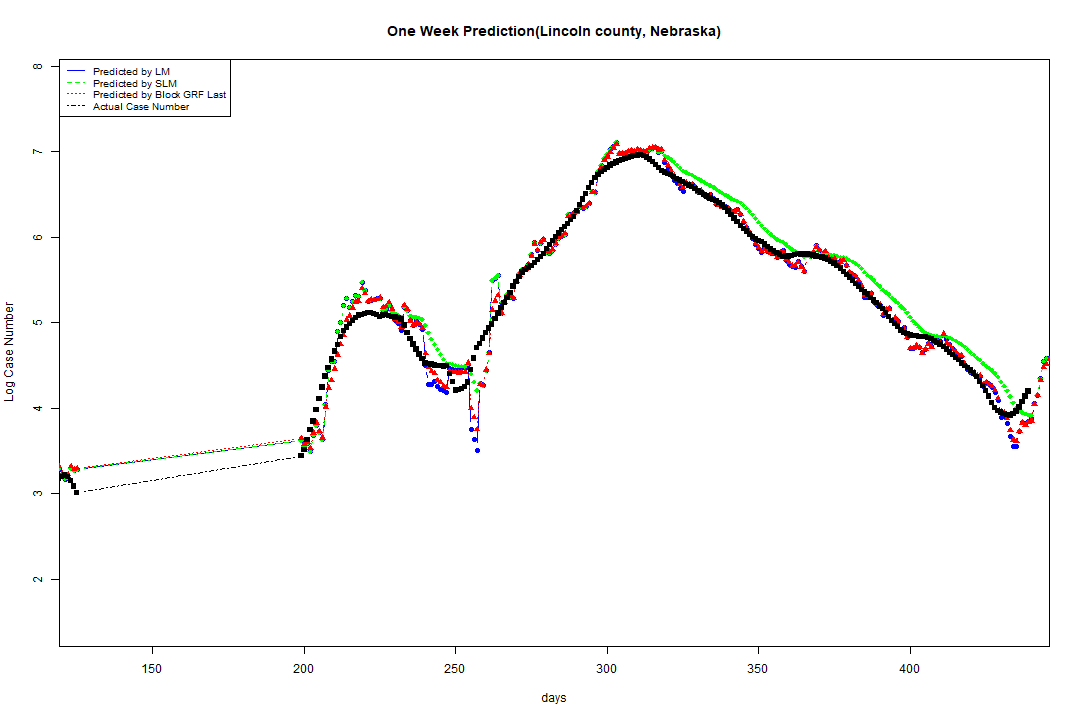 One Week Prediction(Lincoln county, Nebraska)
Predicted by LM
Predicted by SLM
Predicted by Block GRF Last
Actual Case Number
8
7
6
5
4
3
2
Log Case Number
150 200 250 300 350 400
days